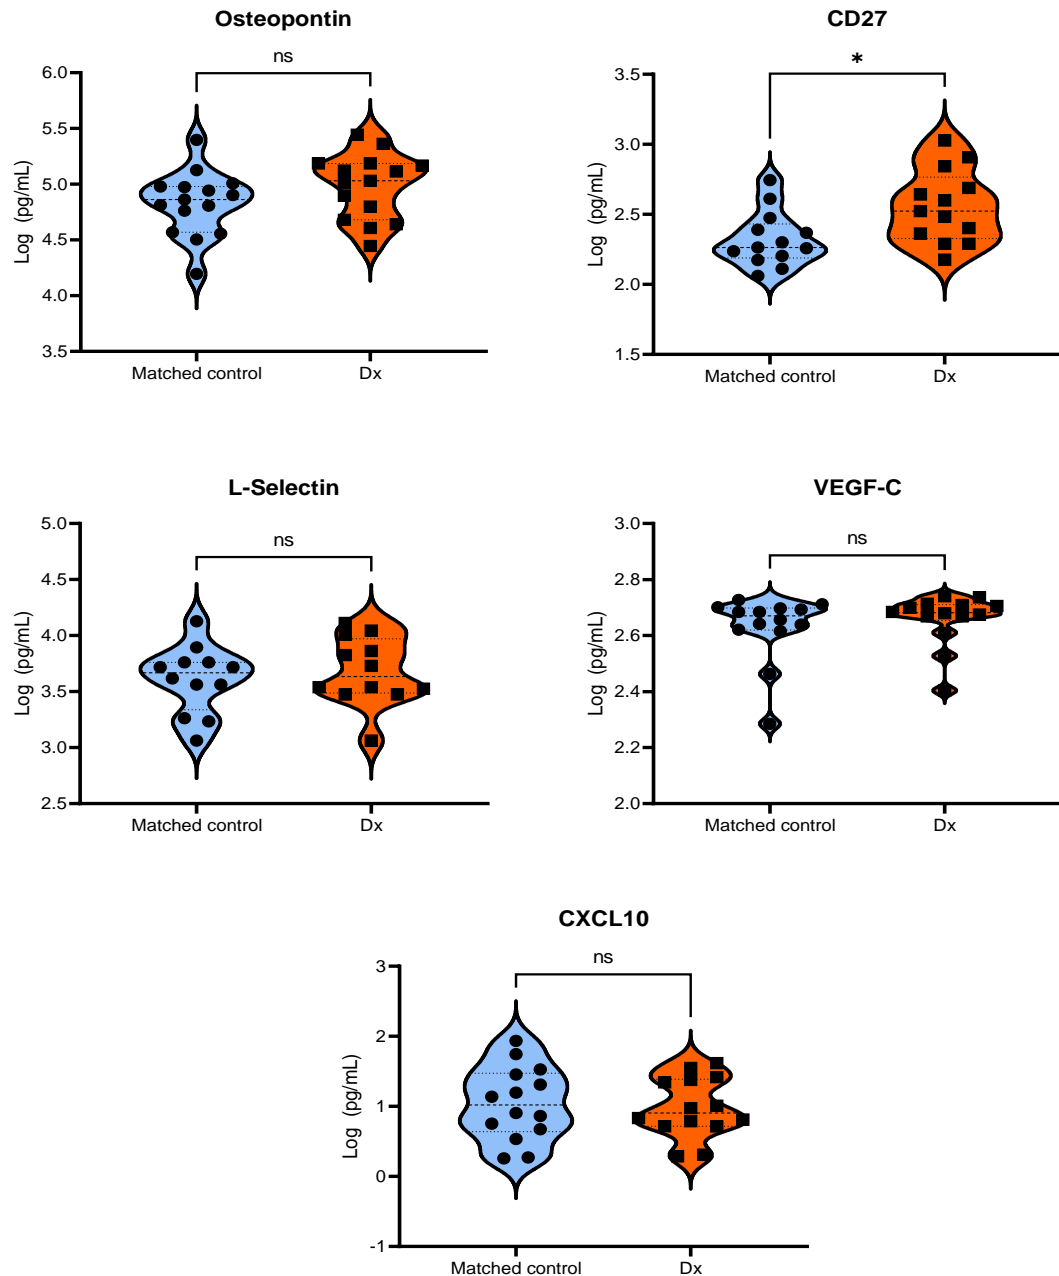 Osteopontin
ns
Log (pg/mL)
6.0
5.5
5.0
4.5
4.0
3.5
Matched control
Dx
CD27
*
Log (pg/mL)
3.5
3.0
2.5
2.0
1.5
Matched control
Dx
L-Selectin
ns
Log (pg/mL)
5.0
4.5
4.0
3.5
3.0
2.5
Matched control
Dx
VEGF-C
ns
Log (pg/mL)
3.0
2.8
2.6
2.4
2.2
2.0
Matched control
Dx
CXCL10
ns
Log (pg/mL)
3
2
1
0
-1
Matched control
Dx